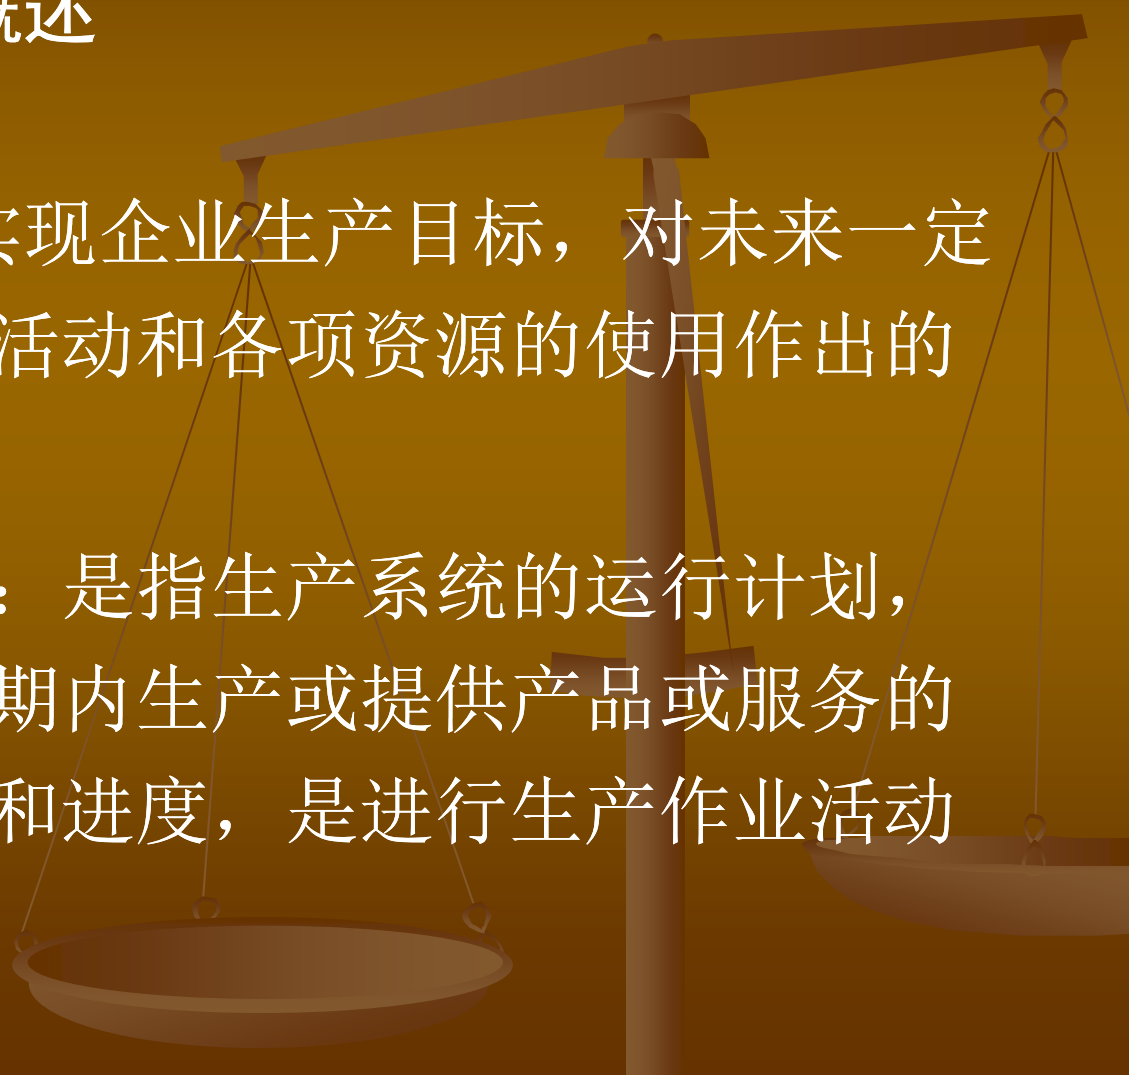 概述
实现企业生产目标，对未来一定
活动和各项资源的使用作出的
：是指生产系统的运行计划，
期内生产或提供产品或服务的
和进度，是进行生产作业活动